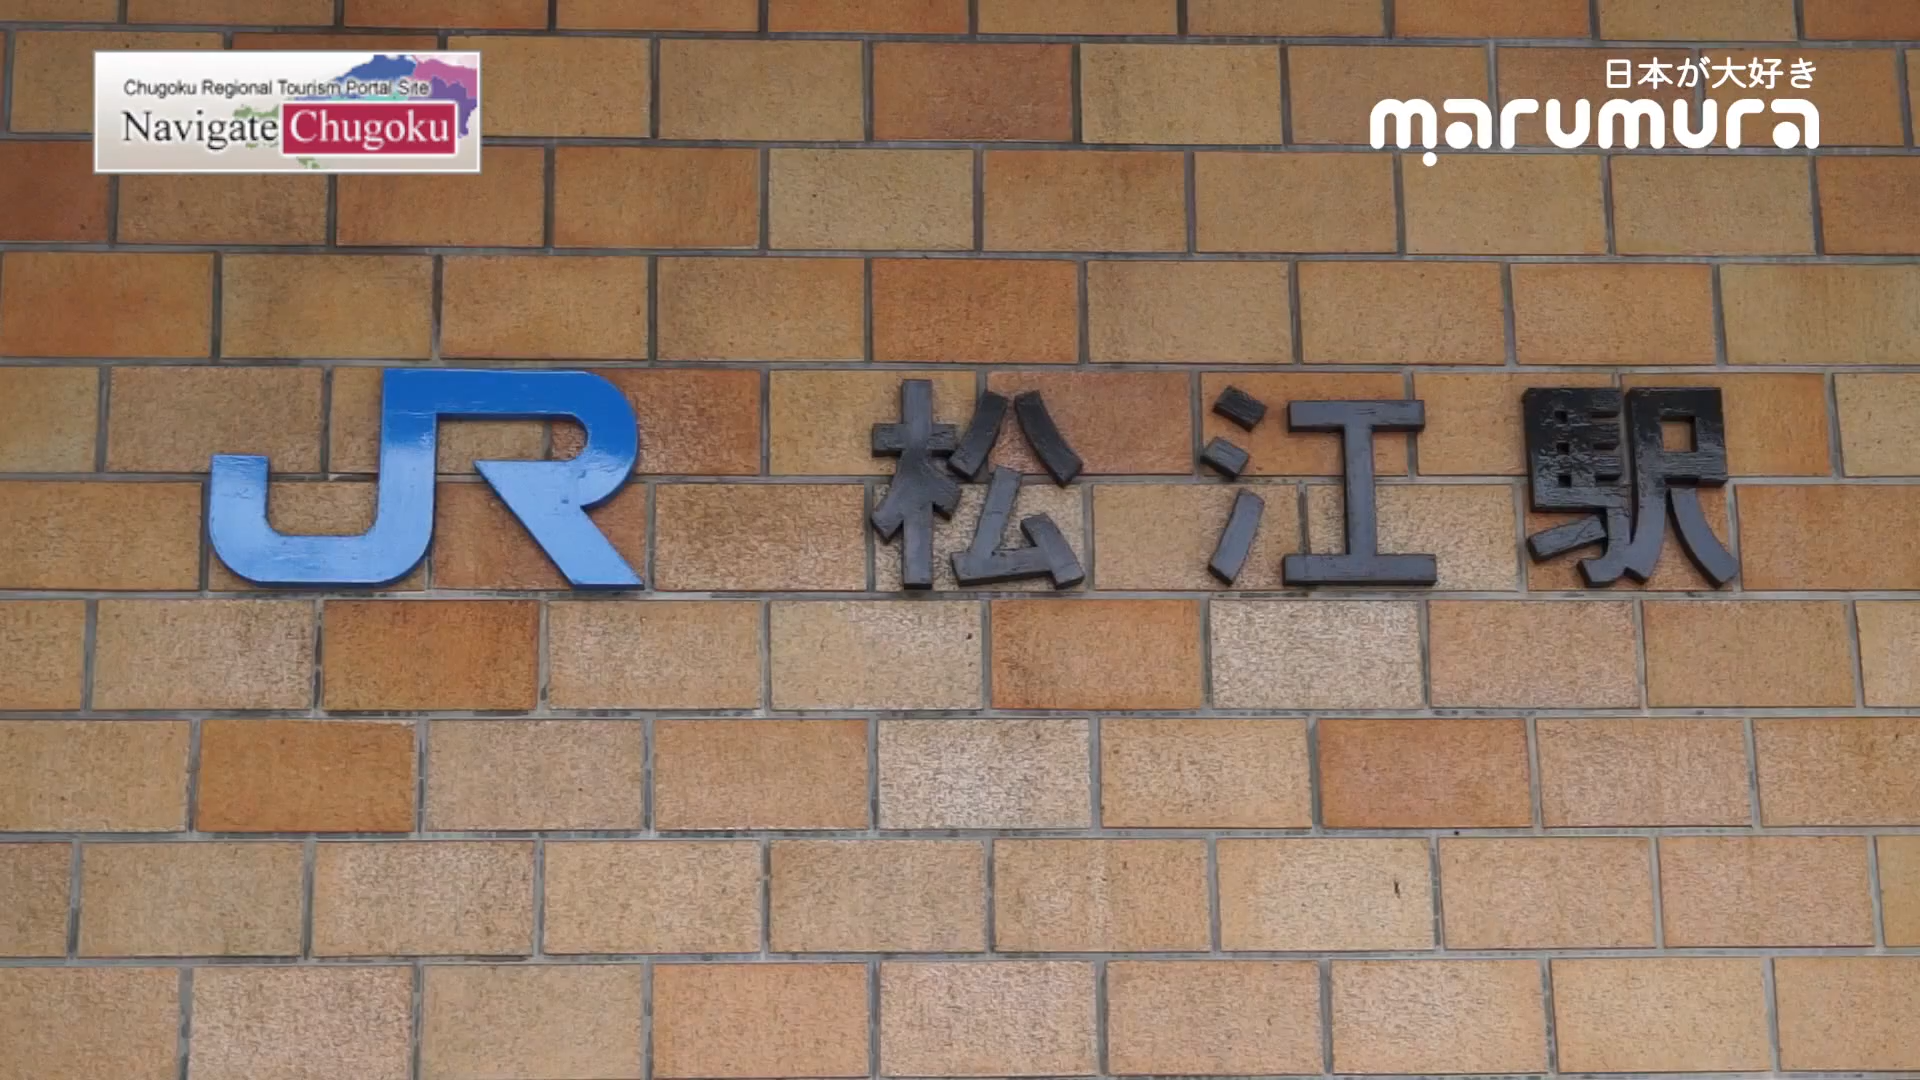 Chugoku Regional Tourism Portal Site
Navigate Chugoku
日本が大好き
marumura
JR 松江駅